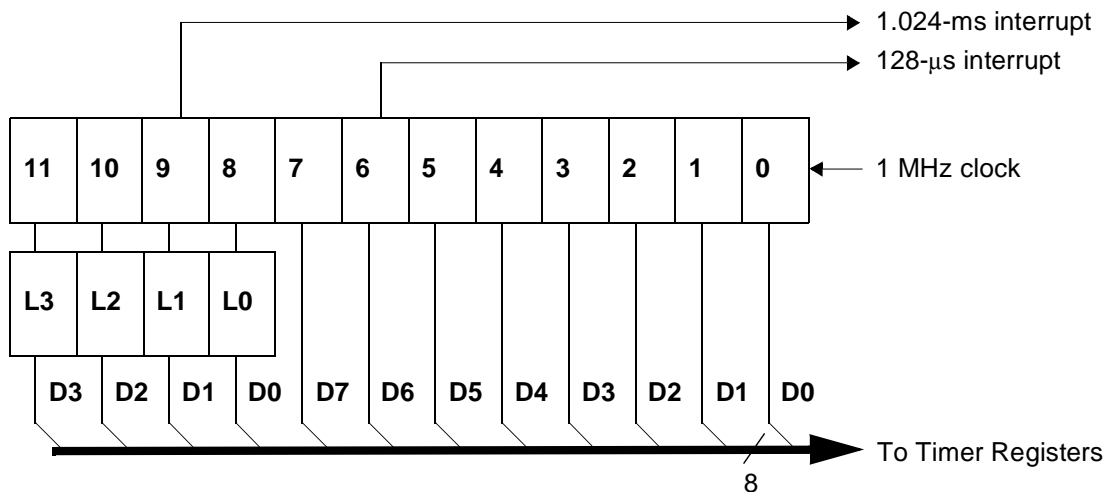 1.024-ms interrupt
128-μs interrupt
11 10 9 8 7 6 5 4 3 2 1 0
1 MHz clock
L3 L2 L1 L0
D3 D2 D1 D0 D7 D6 D5 D4 D3 D2 D1 D0
To Timer Registers
8